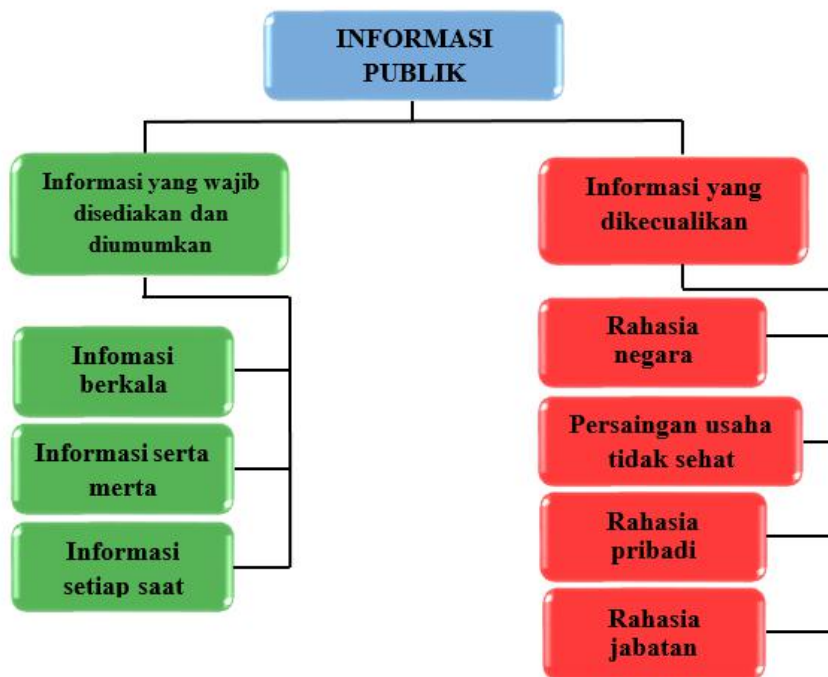 INFORMASI
PUBLIK
Informasi yang wajib
disediakan dan
diumumkan
Infomasi
berkala
Informasi serta
merta
Informasi
setiap saat
Informasi yang
dikecualikan
Rahasia
negara
Persaingan usaha
tidak sehat
Rahasia
pribadi
Rahasia
jabatan